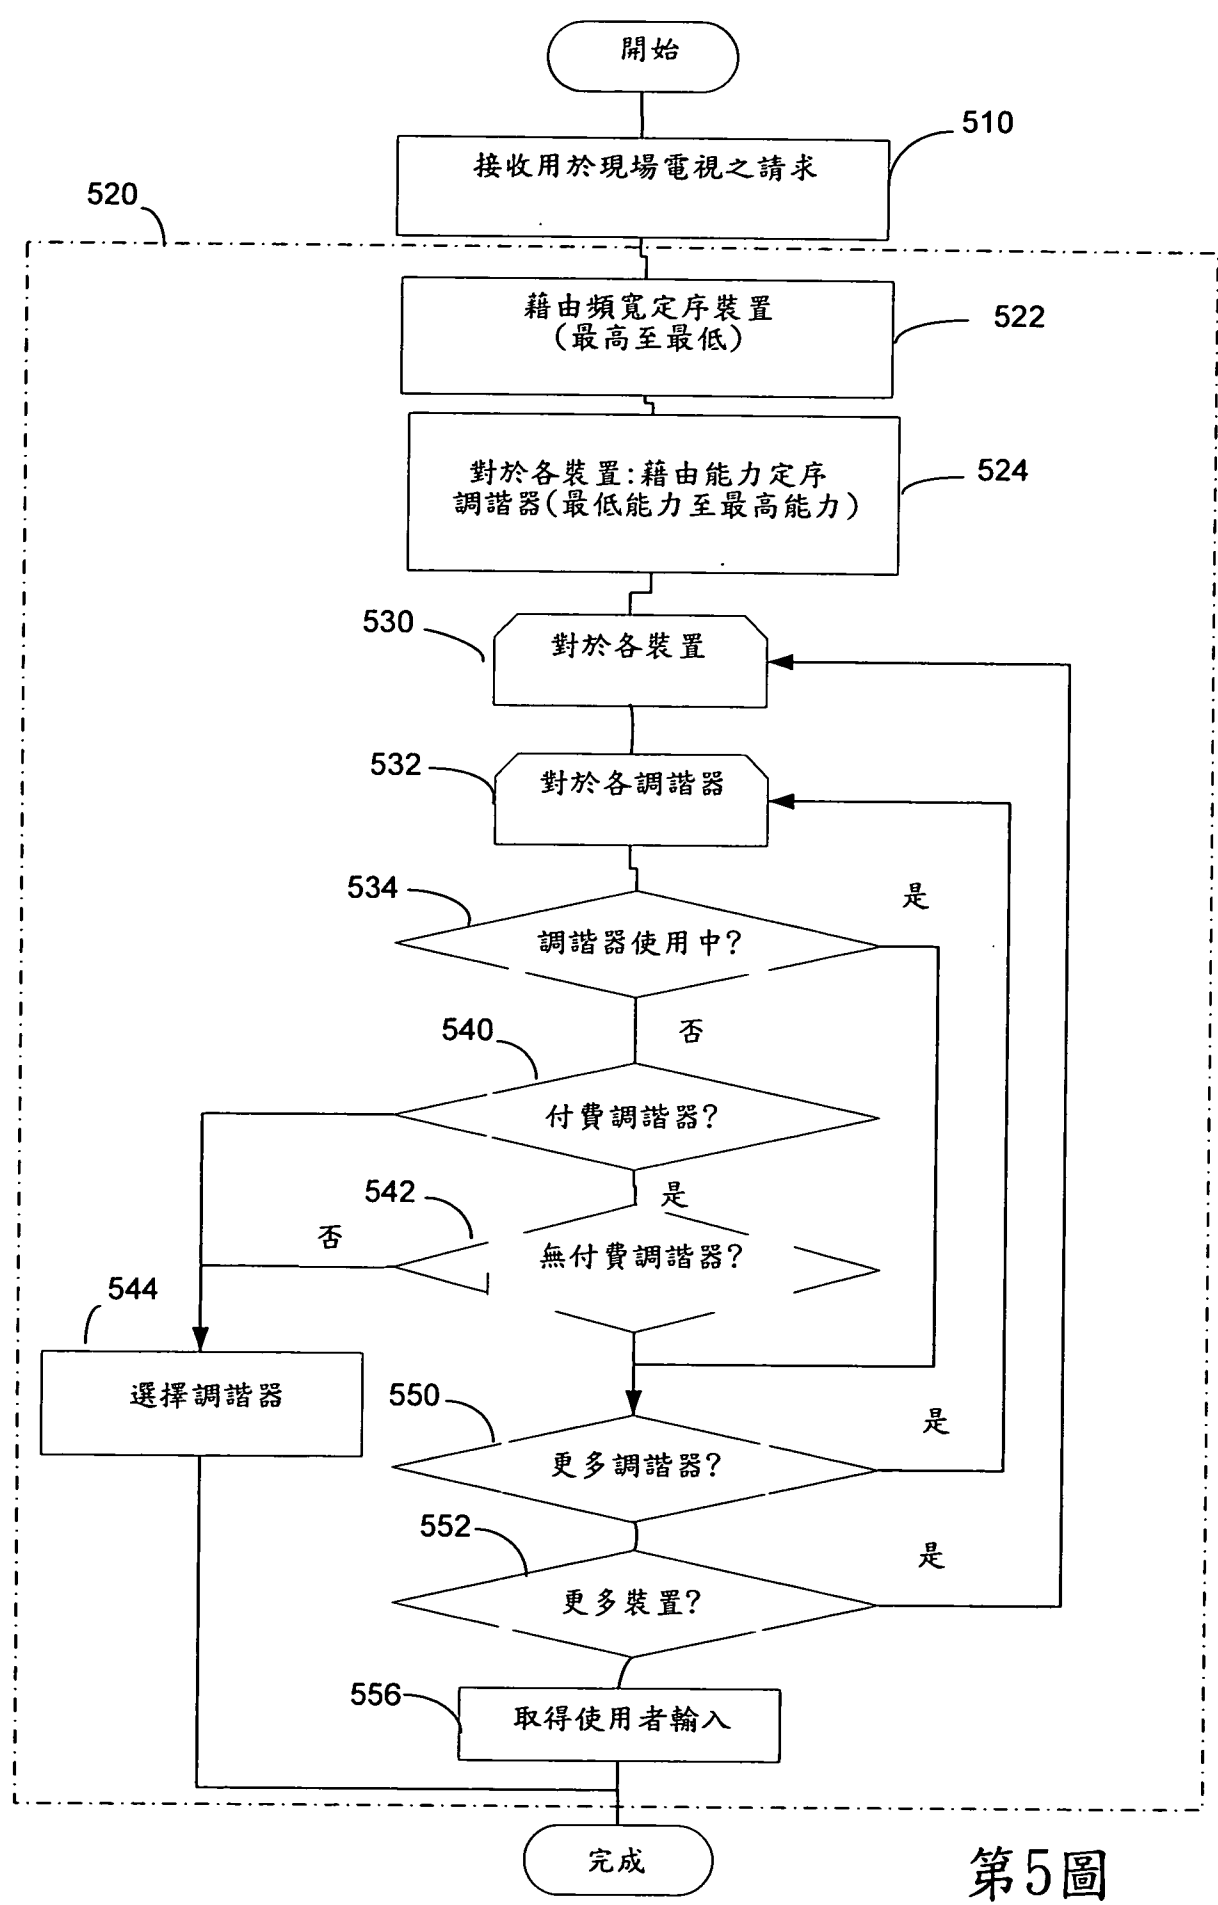 開始
510
接收用於現場電視之請求
520
藉由頻寬定序裝置
(最高至最低)
522
對於各裝置:藉由能力定序
調諧器(最低能力至最高能力)
524
530
對於各裝置
532
對於各調諧器
534
是
調諧器使用中?
否
540
付費調諧器?
是
542
否
無付費調諧器?
544
選擇調諧器
550
是
更多調諧器?
552
是
更多裝置?
556
取得使用者輸入
完成
第5圖